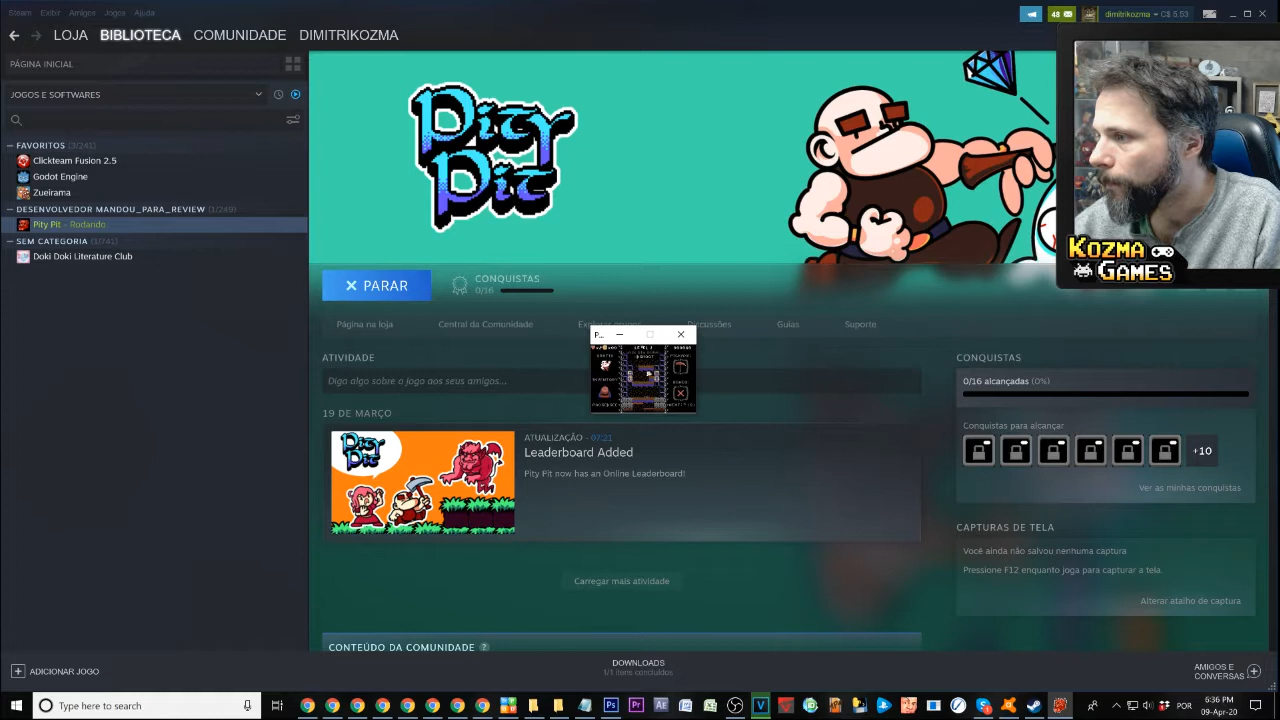 Steam Exibir Amigos Jogos Ajuda
48 dimitrikozma C$ 5,53
LOJA BIBLIOTECA COMUNIDADE DIMITRIKOZMA
PÁGINA INICIAL
JOGOS E SOFTWARES
FAVORITOS (3/241)
Clickteam Fusion 2.5
Godot Engine
Zueirama
DESENVOLVEDOR MANDOU_PARA_REVIEW (1/249)
Pity Pit - Rodando
SEM CATEGORIA (1/741)
Doki Doki Literature Club
Pity
Pit
KOZMA
GAMES
PARAR
CONQUISTAS
0/16
Página na loja Central da Comunidade Discussões Guias Suporte
P...
ATIVIDADE
Diga algo sobre o jogo aos seus amigos...
19 DE MARÇO
Pity
Pit
ATUALIZAÇÃO - 07:21
Leaderboard Added
Pity Pit now has an Online Leaderboard!
Carregar mais atividade
CONTEÚDO DA COMUNIDADE ?
CONQUISTAS
0/16 alcançadas (0%)
Conquistas para alcançar
+10
Ver as minhas conquistas
CAPTURAS DE TELA
Você ainda não salvou nenhuma captura
Pressione F12 enquanto joga para capturar a tela.
Alterar atalho de captura
ADICIONAR JOGO
DOWNLOADS
1/1 itens concluídos
AMIGOS E
CONVERSAS
Type here to search
POR
5:36 PM
09-Apr-20